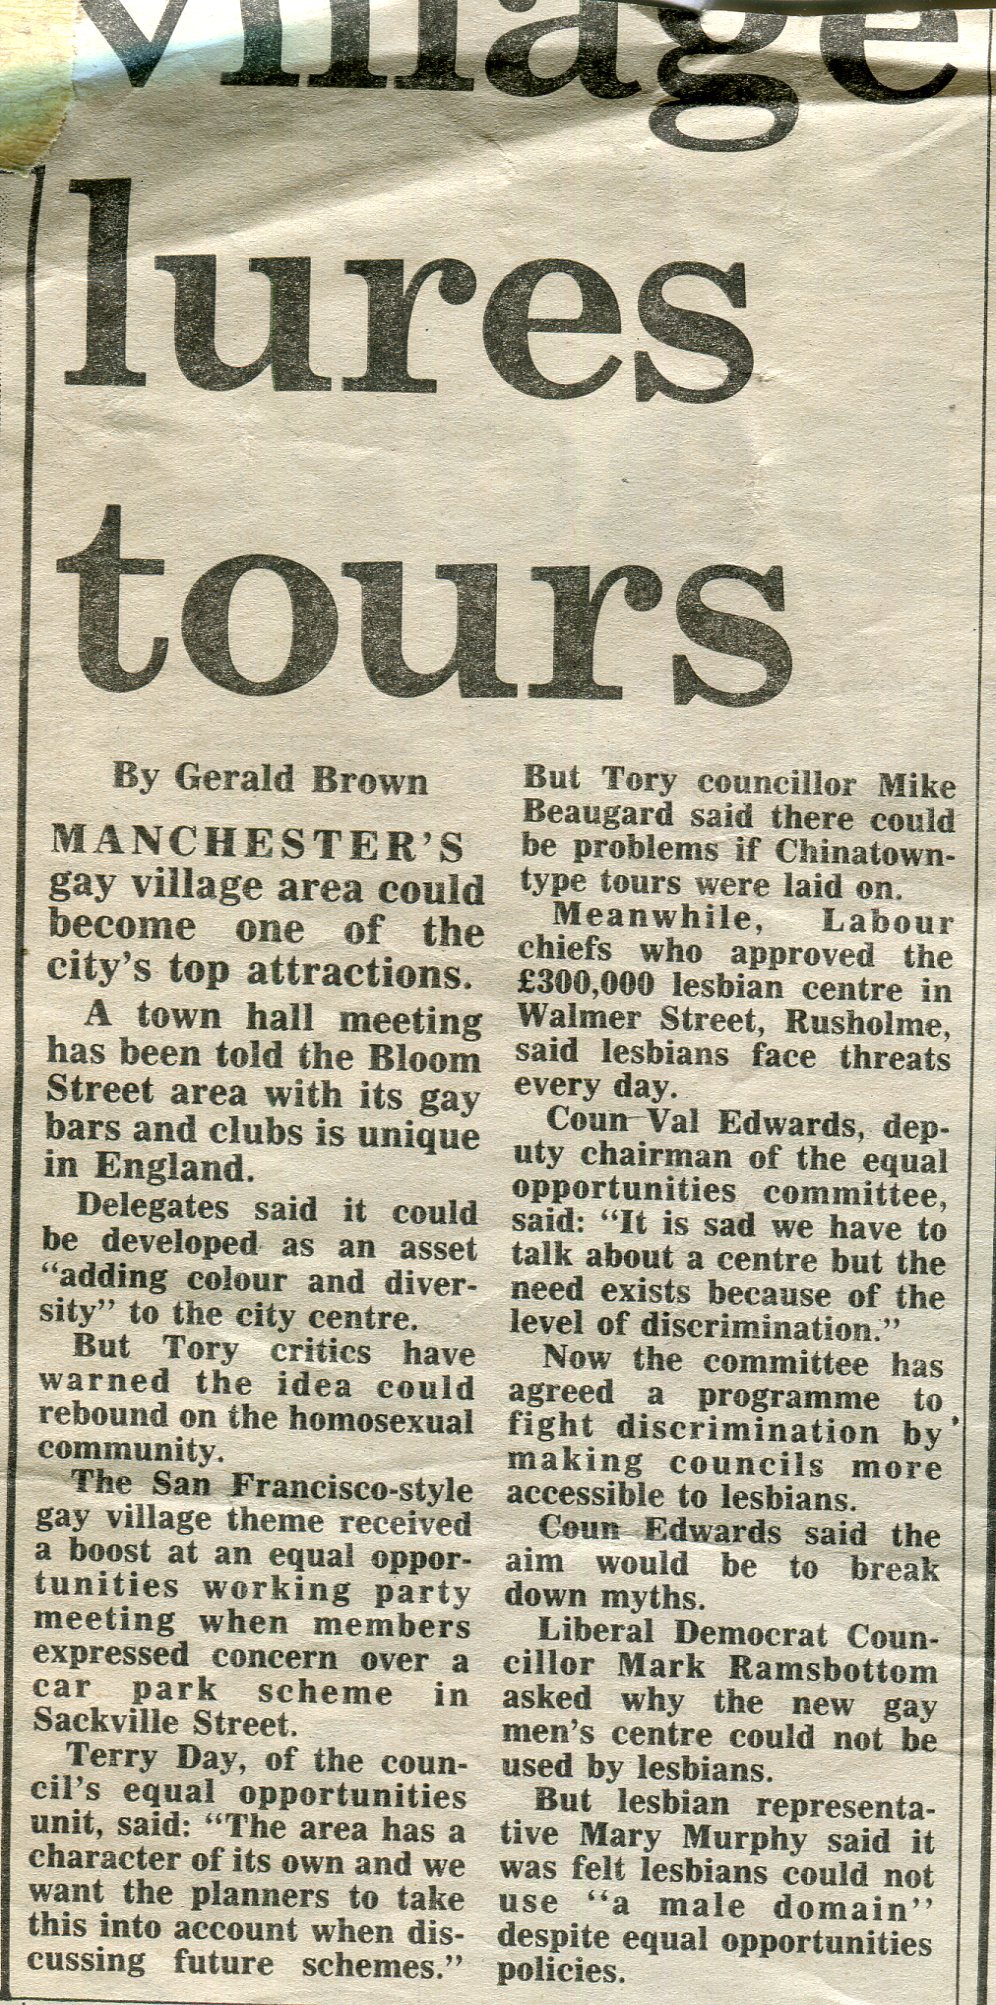 village
lures
tours
By Gerald Brown
MANCHESTER'S
gay village area could
become one of the
city's top attractions.
A town hall meeting
has been told the Bloom
Street area with its gay
bars and clubs is unique
in England.
Delegates said it could
be developed as an asset
"adding colour and diver-
sity" to the city centre.
But Tory critics have
warned the idea could
rebound on the homosexual
community.
The San Francisco-style
gay village theme received
a boost at an equal oppor-
tunities working party
meeting when members
expressed concern over a
car park scheme in
Sackville Street.
Terry Day, of the coun-
cil's equal opportunities
unit, said: "The area has a
character of its own and we
want the planners to take
this into account when dis-
cussing future schemes."
But Tory councillor Mike
Beaugard said there could
be problems if Chinatown-
type tours were laid on.
Meanwhile, Labour
chiefs who approved the
£300,000 lesbian centre in
Walmer Street, Rusholme,
said lesbians face threats
every day.
Coun Val Edwards, dep-
uty chairman of the equal
opportunities committee,
said: "It is sad we have to
talk about a centre but the
need exists because of the
level of discrimination."
Now the committee has
agreed a programme to
fight discrimination by
making councils more
accessible to lesbians.
Coun Edwards said the
aim would be to break
down myths.
Liberal Democrat Coun-
cillor Mark Ramsbottom
asked why the new gay
men's centre could not be
used by lesbians.
But lesbian representa-
tive Mary Murphy said it
was felt lesbians could not
use "a male domain"
despite equal opportunities
policies.